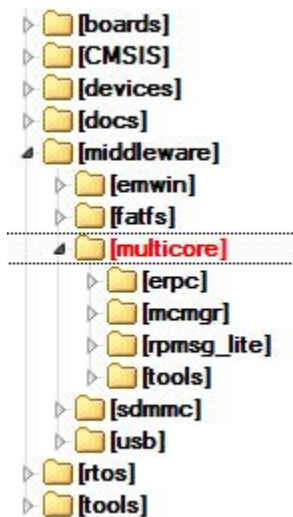 [boards]
[CMSIS]
[devices]
[docs]
[middleware]
[emwin]
[fatfs]
[multicore]
[erpc]
[mcmgr]
[rpmsg_lite]
[tools]
[sdmmc]
[usb]
[rtos]
[tools]